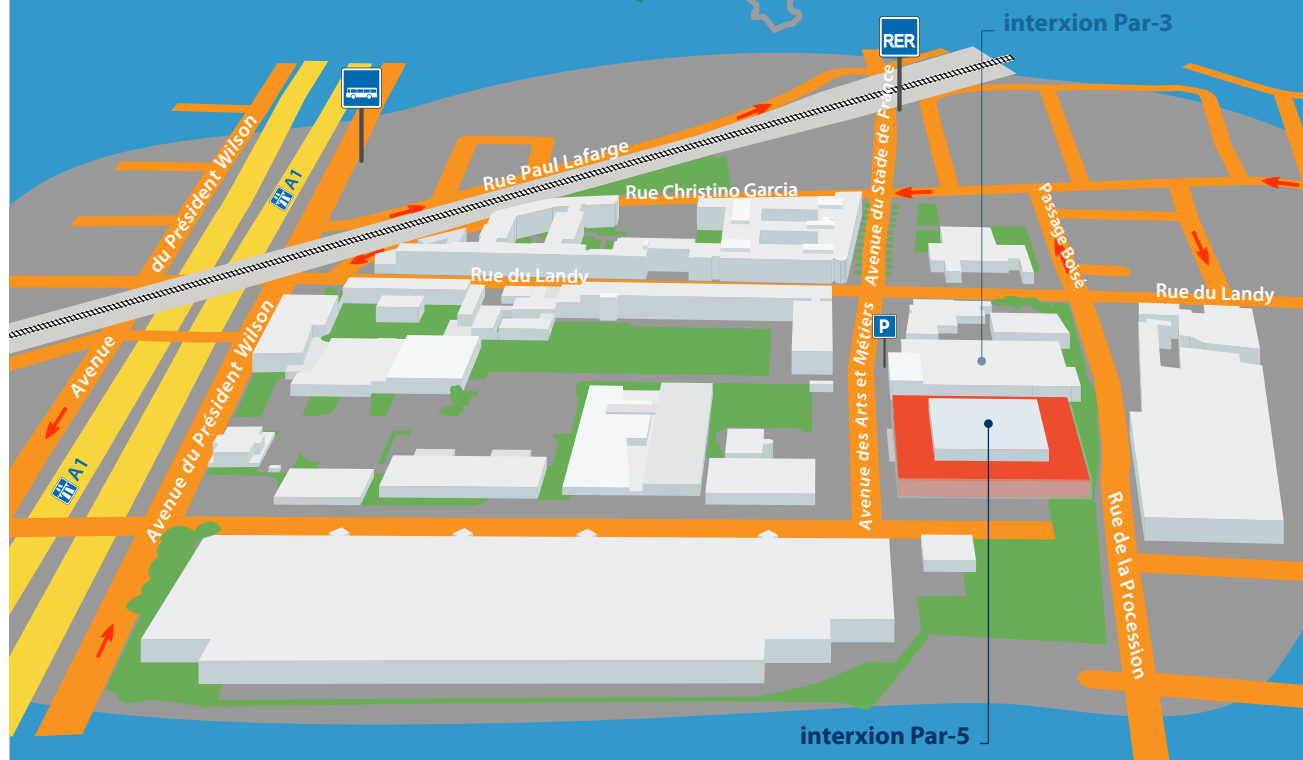 interxion Par-3
RER
Avenue du Stade de France
du Président Wilson
A1
Rue Paul Lafarge
Rue Christino Garcia
Passage Boisé
Rue du Landy
Rue du Landy
P
Avenue
Avenue du Président Wilson
Avenue des Arts et Métiers
A1
Rue de la Procession
interxion Par-5